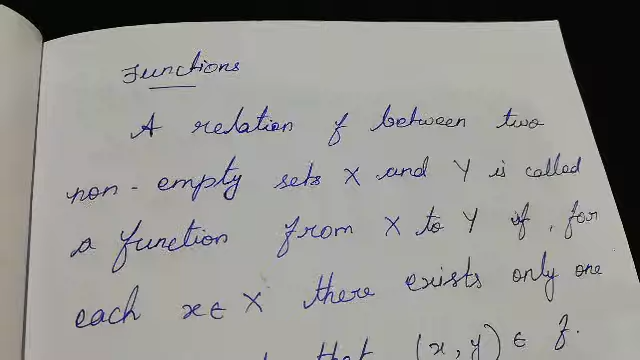 Functions
A relation f between two
non-empty sets X and Y is called
a function from X to Y if, for
each x ∈ X there exists only one
that (x, y) ∈ f.